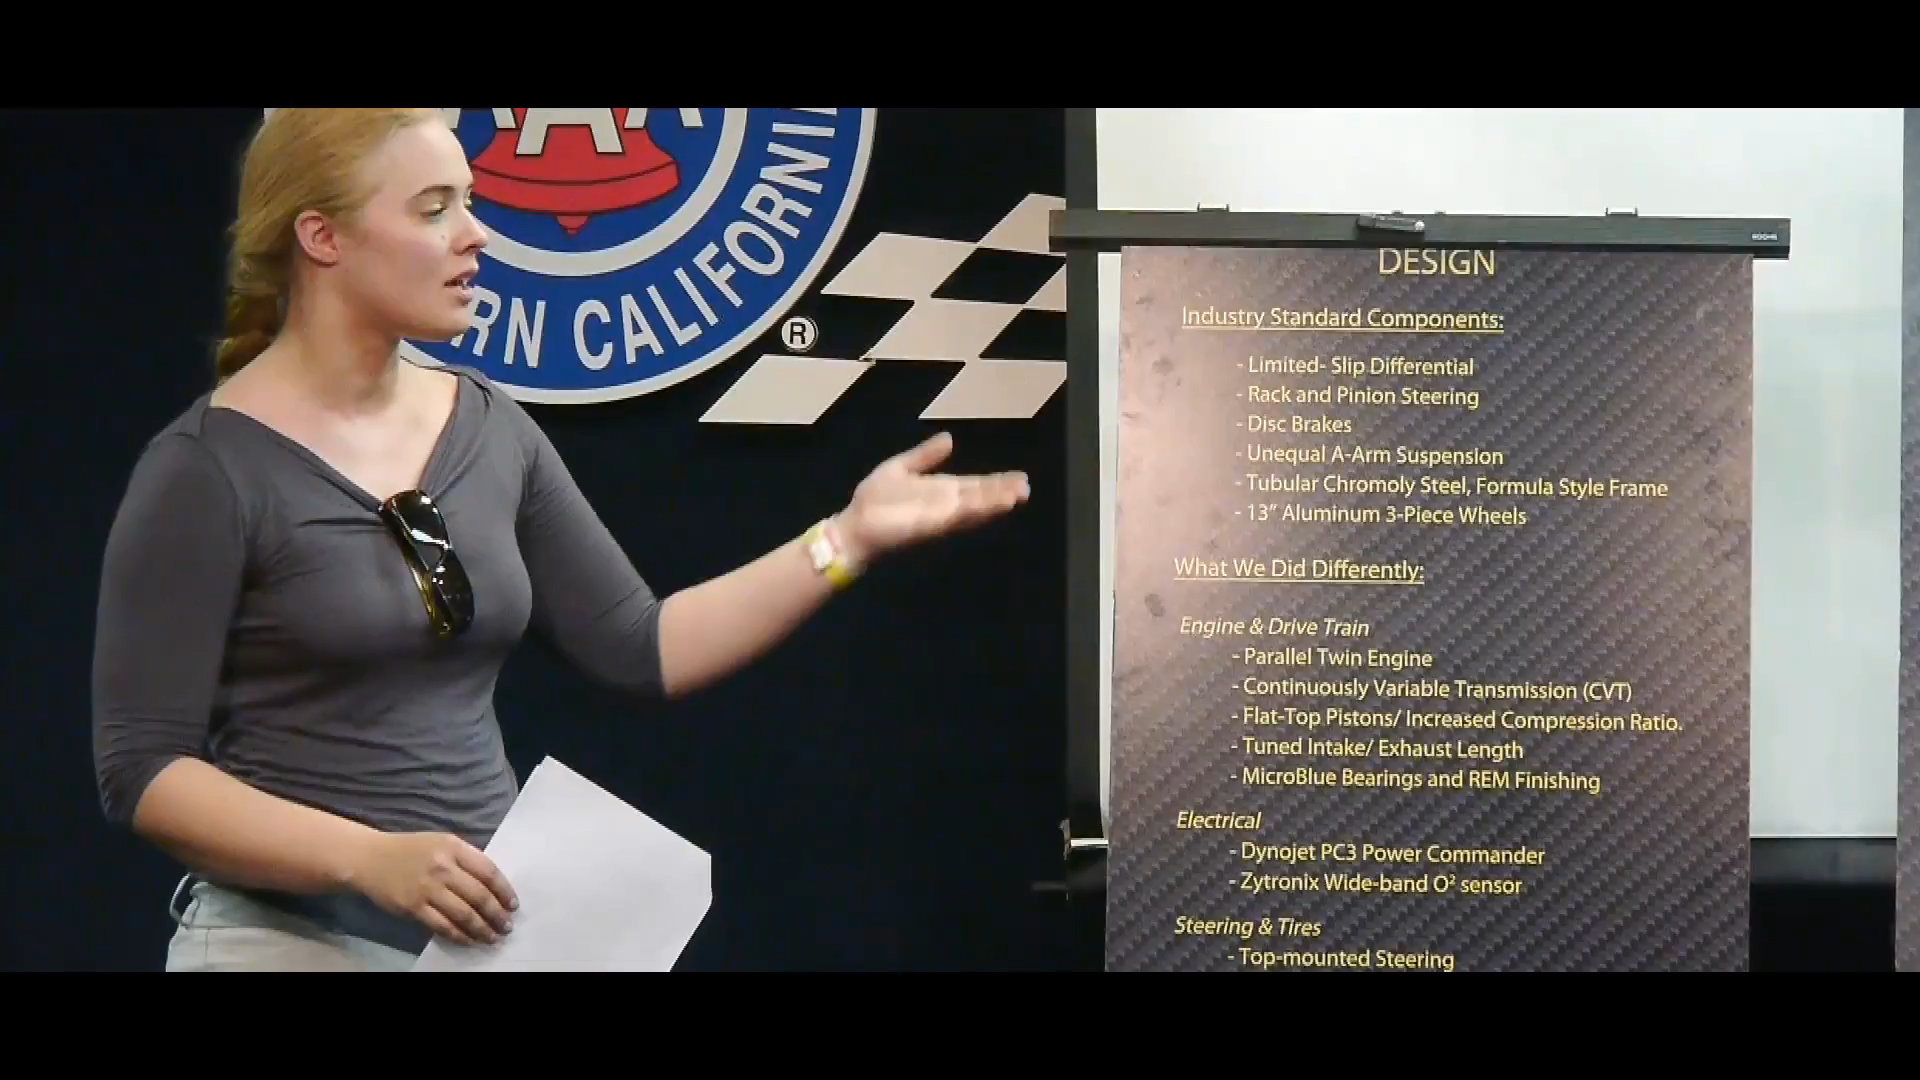 AAA
RN CALIFORNI
®
DESIGN
Industry Standard Components:
- Limited- Slip Differential
- Rack and Pinion Steering
- Disc Brakes
- Unequal A-Arm Suspension
- Tubular Chromoly Steel, Formula Style Frame
- 13” Aluminum 3-Piece Wheels
What We Did Differently:
Engine & Drive Train
- Parallel Twin Engine
- Continuously Variable Transmission (CVT)
- Flat-Top Pistons/ Increased Compression Ratio.
- Tuned Intake/ Exhaust Length
- MicroBlue Bearings and REM Finishing
Electrical
- Dynojet PC3 Power Commander
- Zytronix Wide-band O² sensor
Steering & Tires
- Top-mounted Steering